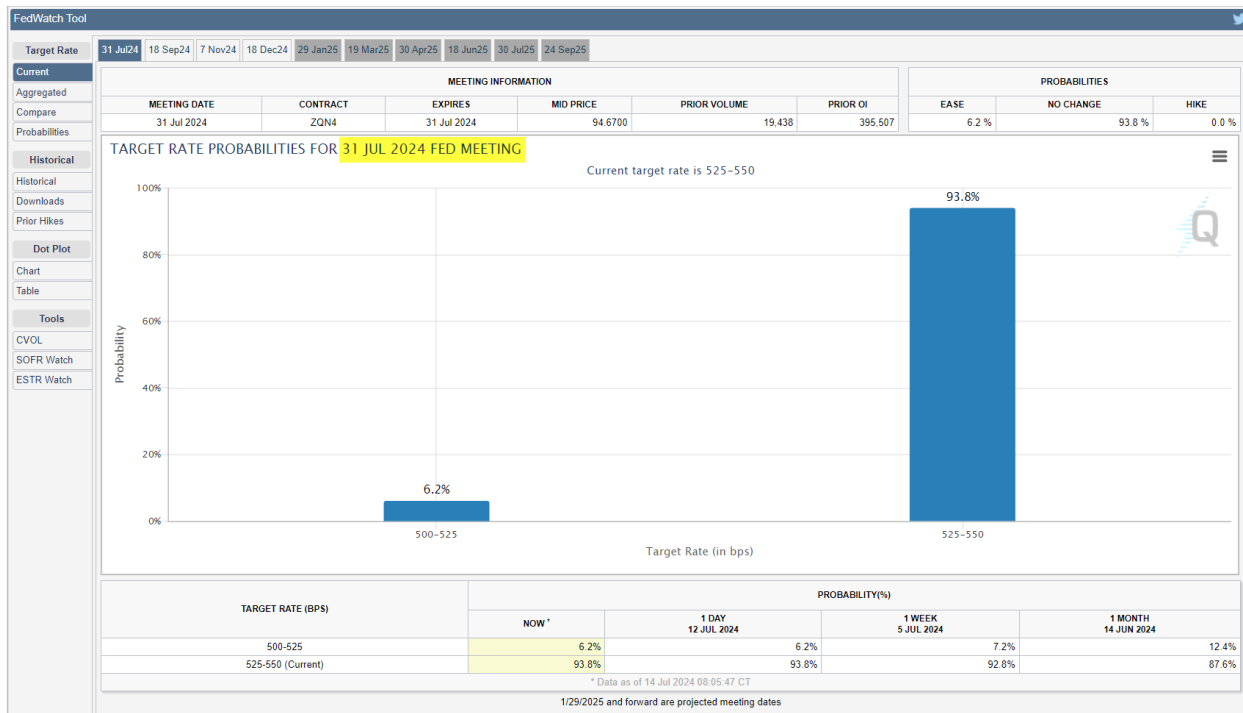 FedWatch Tool
Target Rate
Current
Aggregated
Compare
Probabilities
Historical
Historical
Downloads
Prior Hikes
Dot Plot
Chart
Table
Tools
CVOL
SOFR Watch
ESTR Watch
31 Jul24 18 Sep24 7 Nov24 18 Dec24 29 Jan25 19 Mar25 30 Apr25 18 Jun25 30 Jul25 24 Sep25
MEETING INFORMATION
MEETING DATE CONTRACT EXPIRES MID PRICE PRIOR VOLUME PRIOR OI
31 Jul 2024 ZQN4 31 Jul 2024 94.6700 19,438 395,507
PROBABILITIES
EASE NO CHANGE HIKE
6.2 % 93.8 % 0.0 %
TARGET RATE PROBABILITIES FOR 31 JUL 2024 FED MEETING
Current target rate is 525-550
Probability
100%
80%
60%
40%
20%
0%
93.8%
6.2%
Q
500-525 525-550
Target Rate (in bps)
TARGET RATE (BPS) PROBABILITY(%)
NOW * 1 DAY 12 JUL 2024 1 WEEK 5 JUL 2024 1 MONTH 14 JUN 2024
500-525 6.2% 6.2% 7.2% 12.4%
525-550 (Current) 93.8% 93.8% 92.8% 87.6%
* Data as of 14 Jul 2024 08:05:47 CT
1/29/2025 and forward are projected meeting dates